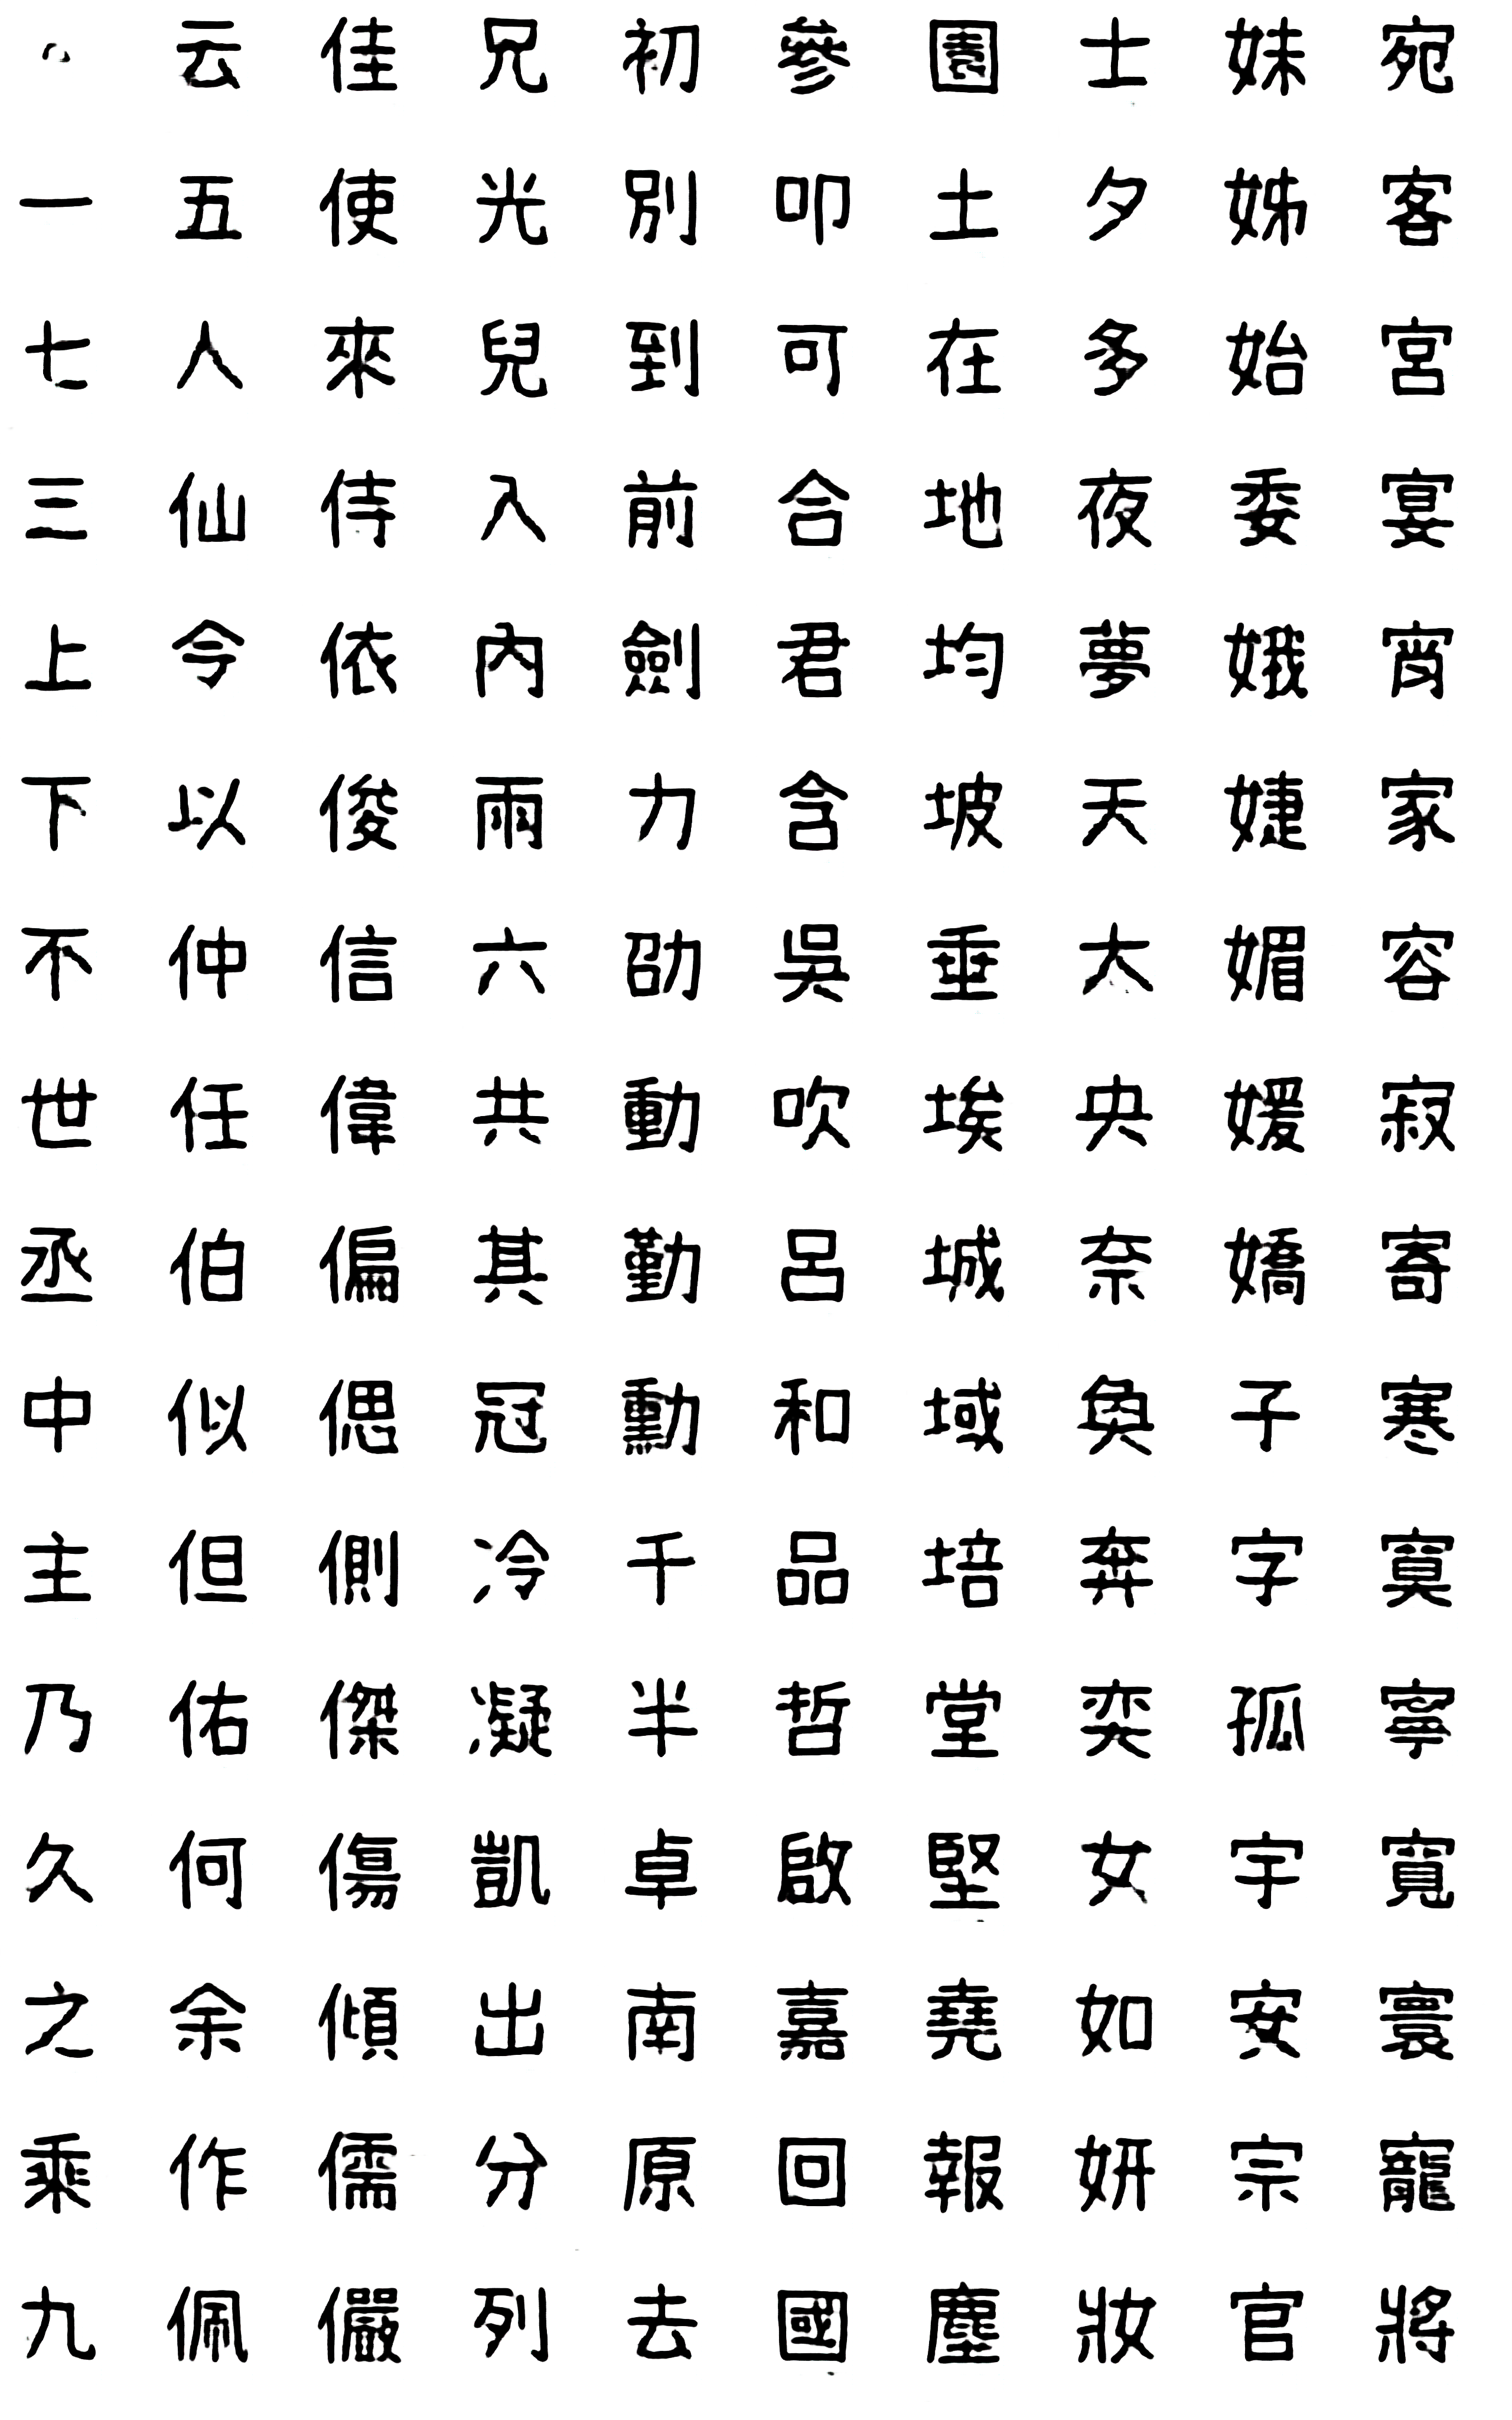 。一七三上下不世丞中主乃久之乘九
云五人仙令以仲任伯似但佑何余作佩
佳使來侍依俊信偉偏偲側傑傷傾儒儼
兄光兒入內兩六共其冠冷凝凱出分列
初別到前劍力劭動勤勳千半卓南原去
參叩可合君含吳吹呂和品哲啟嘉回國
園土在地均坡垂埃城域培堂堅堯報塵
士夕多夜夢天太央奈奐奔奕女如妍妝
妹姝始委娥婕媚媛嬌子字孤宇安宗官
宛客宮宴宵家容寂寄寒寞寧寬寰寵將